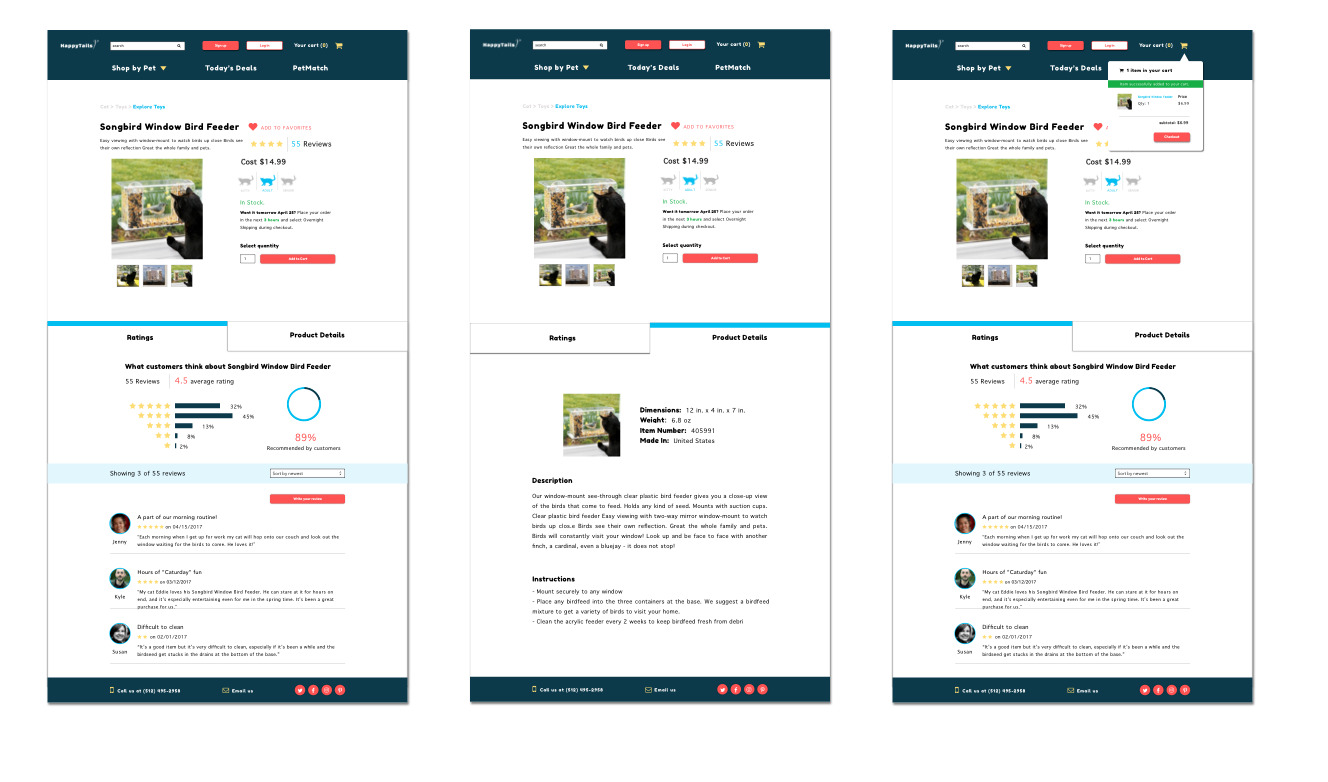 HappyTails
search
Sign up
Login
Your cart (0)
Shop by Pet
Today's Deals
PetMatch
Cat > Toys > Explore Toys
Songbird Window Bird Feeder
ADD TO FAVORITES
Easy viewing with window-mount to watch birds up close Birds see
their own reflection Great the whole family and pets.
55 Reviews
Cost $14.99
ADULT
In Stock.
Want it tomorrow April 25? Place your order
in the next 3 hours and select Overnight
Shipping during checkout.
Select quantity
1
Add to Cart
Ratings
Product Details
What customers think about Songbird Window Bird Feeder
55 Reviews
4.5 average rating
32%
45%
13%
8%
2%
89%
Recommended by customers
Showing 3 of 55 reviews
Sort by newest
Write your review
A part of our morning routine!
on 04/15/2017
Jenny
"Each morning when I get up for work my cat will hop onto our couch and look out the
window waiting for the birds to come. He loves it!"
Hours of "Caturday" fun
on 03/12/2017
Kyle
"My cat Eddie loves his Songbird Window Bird Feeder. He can stare at it for hours on
end, and it's especially entertaining even for me in the spring time. It's been a great
purchase for us."
Difficult to clean
on 02/01/2017
Susan
"It's a good item but it's very difficult to clean, especially if it's been a while and the
birdseed get stucks in the drains at the bottom of the base."
Call us at (512) 495-2958
Email us
HappyTails
search
Sign up
Login
Your cart (0)
Shop by Pet
Today's Deals
PetMatch
Cat > Toys > Explore Toys
Songbird Window Bird Feeder
ADD TO FAVORITES
Easy viewing with window-mount to watch birds up close Birds see
their own reflection Great the whole family and pets.
55 Reviews
Cost $14.99
ADULT
In Stock.
Want it tomorrow April 25? Place your order
in the next 3 hours and select Overnight
Shipping during checkout.
Select quantity
1
Add to Cart
Ratings
Product Details
Dimensions: 12 in. x 4 in. x 7 in.
Weight: 6.8 oz
Item Number: 405991
Made In: United States
Description
Our window-mount see-through clear plastic bird feeder gives you a close-up view
of the birds that come to feed. Holds any kind of seed. Mounts with suction cups.
Clear plastic bird feeder Easy viewing with two-way mirror window-mount to watch
birds up clos.e Birds see their own reflection. Great the whole family and pets.
Birds will constantly visit your window! Look up and be face to face with another
finch, a cardinal, even a bluejay - it does not stop!
Instructions
- Mount securely to any window
- Place any birdfeed into the three containers at the base. We suggest a birdfeed
mixture to get a variety of birds to visit your home.
- Clean the acrylic feeder every 2 weeks to keep birdfeed fresh from debri
Call us at (512) 495-2958
Email us
HappyTails
search
Sign up
Login
Your cart (0)
Shop by Pet
Today's Deals
1 item in your cart
Item successfully added to your cart.
Songbird Window Feeder
Price
Qty: 1
subtotal:
Checkout
Cat > Toys > Explore Toys
Songbird Window Bird Feeder
Easy viewing with window-mount to watch birds up close Birds see
their own reflection Great the whole family and pets.
Cost $14.99
ADULT
In Stock.
Want it tomorrow April 25? Place your order
in the next 3 hours and select Overnight
Shipping during checkout.
Select quantity
1
Add to Cart
Ratings
Product Details
What customers think about Songbird Window Bird Feeder
55 Reviews
4.5 average rating
32%
45%
13%
8%
2%
89%
Recommended by customers
Showing 3 of 55 reviews
Sort by newest
Write your review
A part of our morning routine!
on 04/15/2017
Jenny
"Each morning when I get up for work my cat will hop onto our couch and look out the
window waiting for the birds to come. He loves it!"
Hours of "Caturday" fun
on 03/12/2017
Kyle
"My cat Eddie loves his Songbird Window Bird Feeder. He can stare at it for hours on
end, and it's especially entertaining even for me in the spring time. It's been a great
purchase for us."
Difficult to clean
on 02/01/2017
Susan
"It's a good item but it's very difficult to clean, especially if it's been a while and the
birdseed get stucks in the drains at the bottom of the base."
Call us at (512) 495-2958
Email us